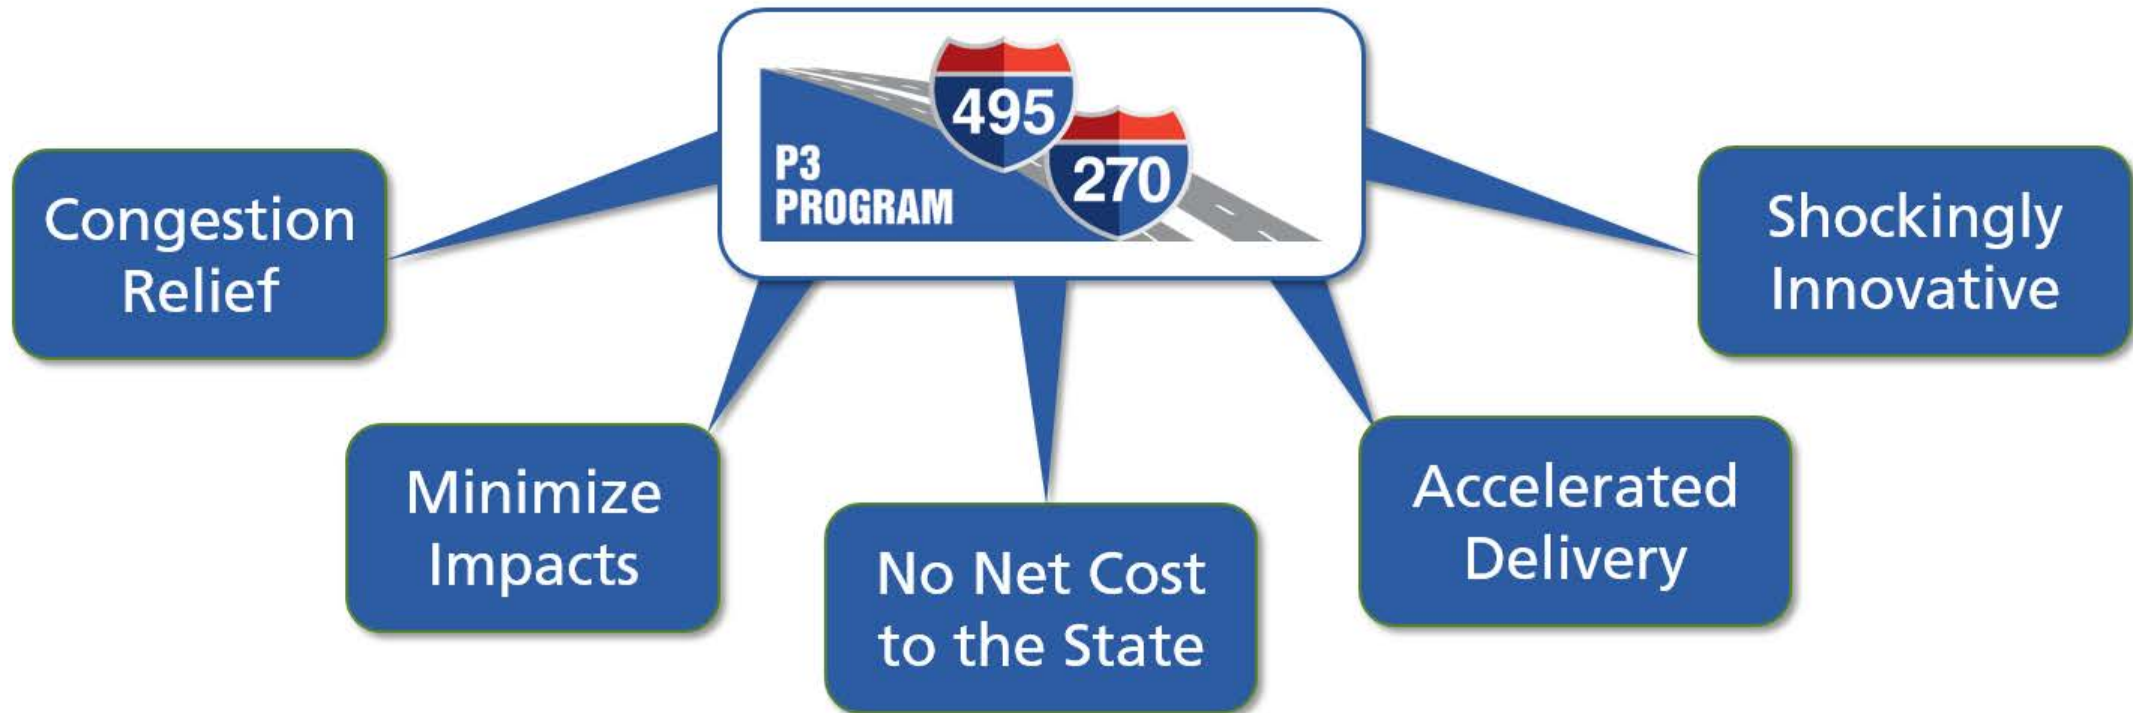 495
270
P3
PROGRAM
Congestion
Relief
Minimize
Impacts
No Net Cost
to the State
Accelerated
Delivery
Shockingly
Innovative